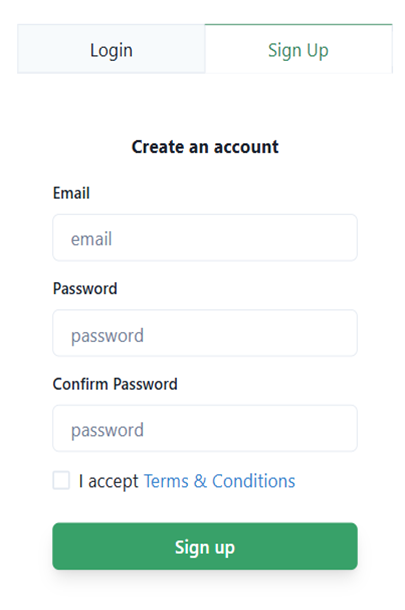 Login
Sign Up
Create an account
Email
email
Password
password
Confirm Password
password
I accept Terms & Conditions
Sign up